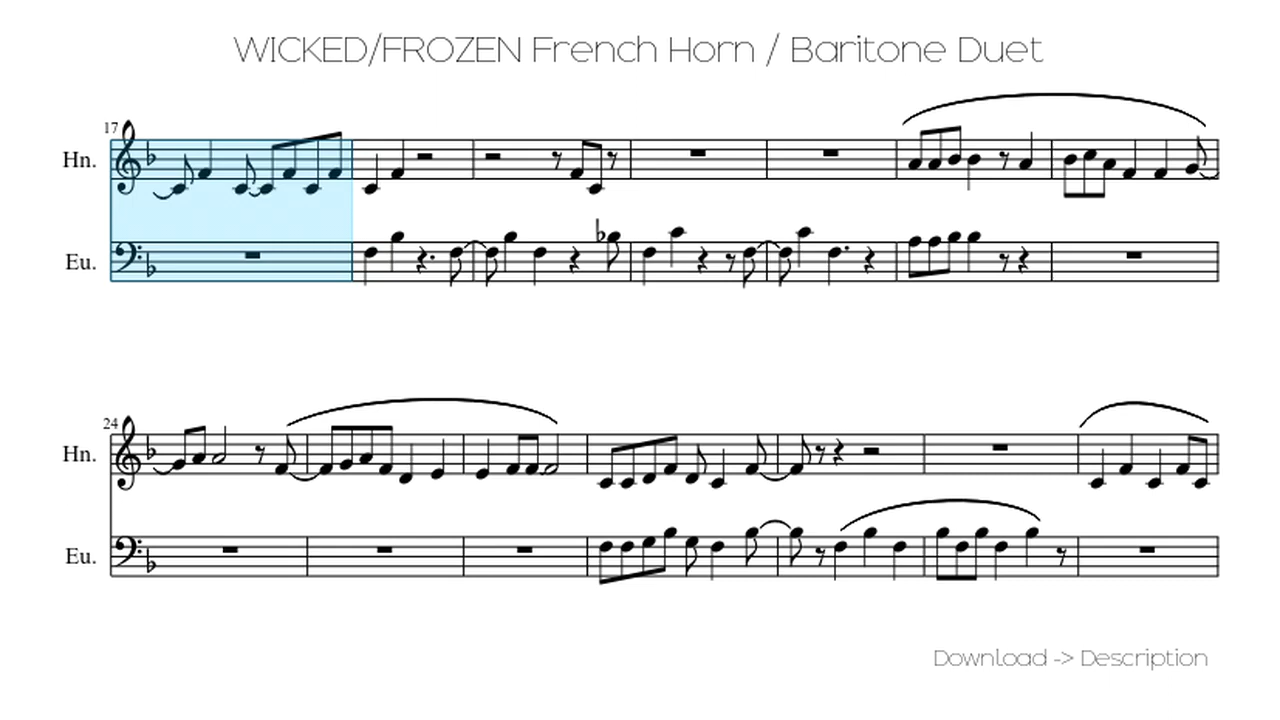 WICKED/FROZEN French Horn / Baritone Duet
17
Hn.
Eu.
24
Hn.
Eu.
Download -> Description